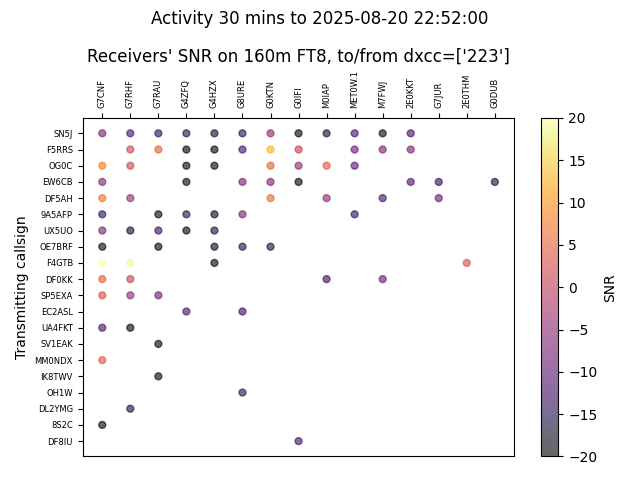 Activity 30 mins to 2025-08-20 22:52:00
Receivers' SNR on 160m FT8, to/from dxcc=['223']
G7CNF
G7RHF
G7RAU
G4ZFQ
G4HZX
G8URE
G0KTN
G0IFI
M0IAP
MET0W.1
M7FWJ
2E0KKT
G7JUR
2E0THM
G0DUB
Transmitting callsign
SN5J
F5RRS
OG0C
EW6CB
DF5AH
9A5AFP
UX5UO
OE7BRF
F4GTB
DF0KK
SP5EXA
EC2ASL
UA4FKT
SV1EAK
MM0NDX
IK8TWV
OH1W
DL2YMG
8S2C
DF8IU
20
15
10
5
0
−5
−10
−15
−20
SNR